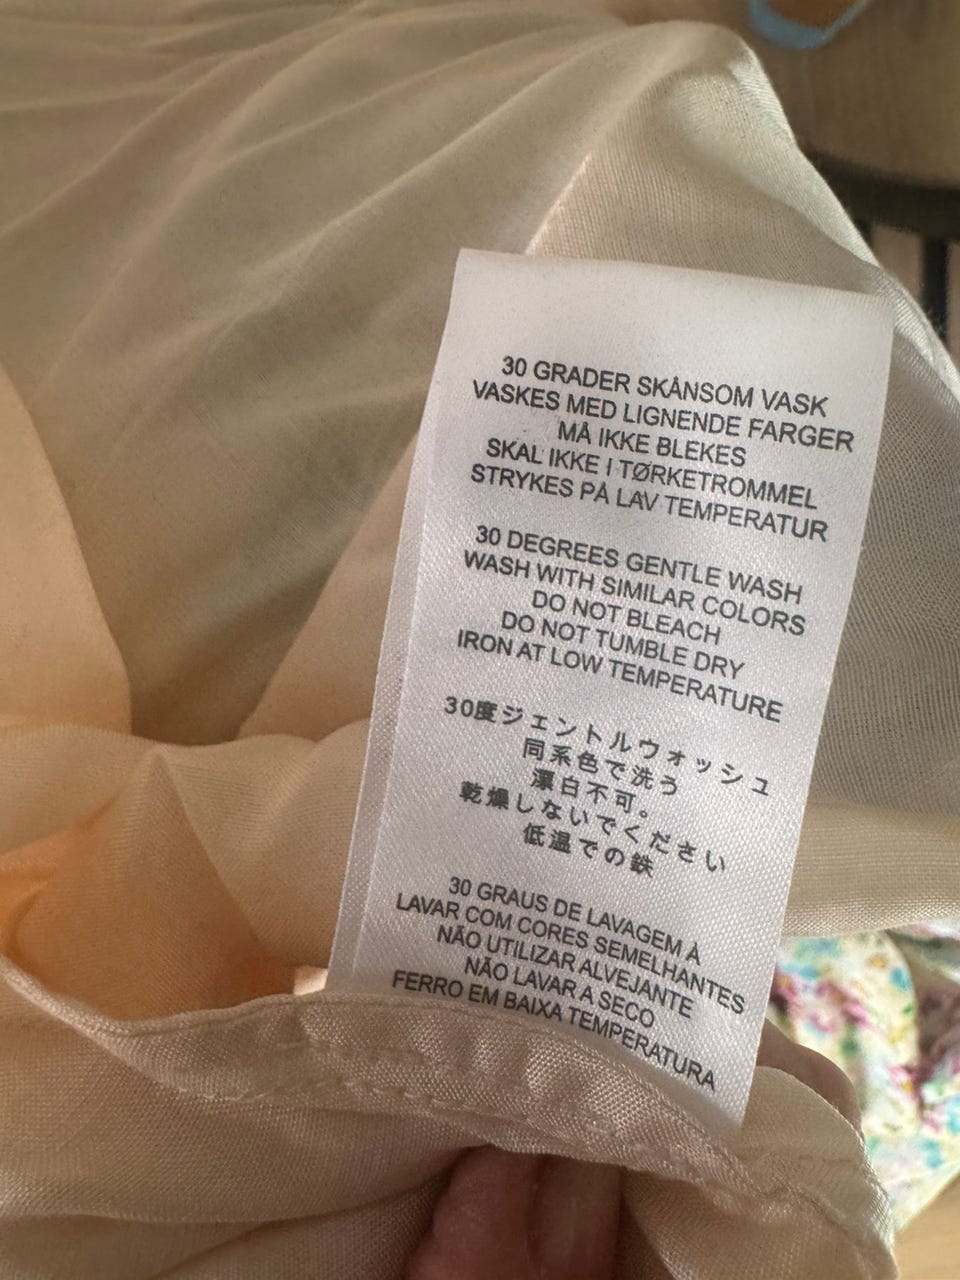 30 GRADER SKÅNSOM VASK
VASKES MED LIGNENDE FARGER
MÅ IKKE BLEKES
SKAL IKKE I TØRKETROMMEL
STRYKES PÅ LAV TEMPERATUR
30 DEGREES GENTLE WASH
WASH WITH SIMILAR COLORS
DO NOT BLEACH
DO NOT TUMBLE DRY
IRON AT LOW TEMPERATURE
30度ジェントルウォッシュ
同系色で洗う
漂白不可。
乾燥しないでください
低温での鉄
30 GRAUS DE LAVAGEM À
LAVAR COM CORES SEMELHANTES
NÃO UTILIZAR ALVEJANTE
NÃO LAVAR A SECO
FERRO EM BAIXA TEMPERATURA